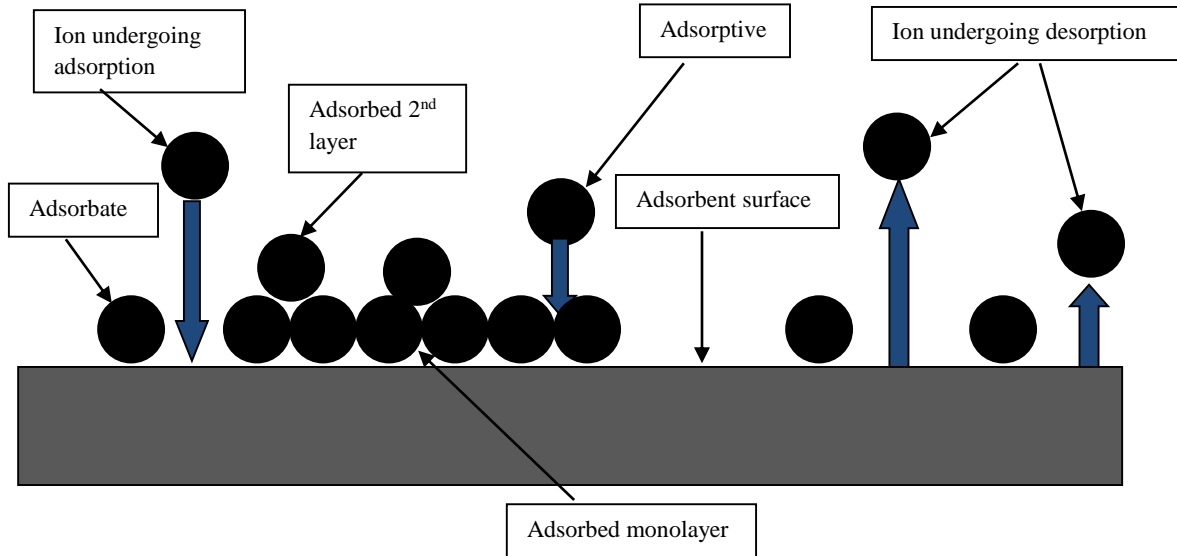 Ion undergoing
adsorption
Adsorptive
Ion undergoing desorption
Adsorbed 2nd
layer
Adsorbate
Adsorbent surface
Adsorbed monolayer